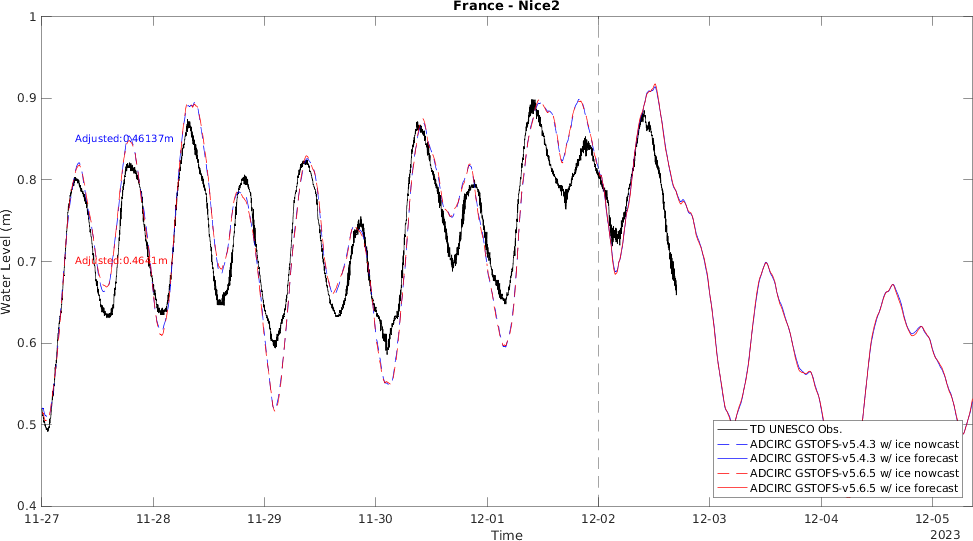 France - Nice2
1
0.9
0.8
0.7
0.6
0.5
0.4
Water Level (m)
Adjusted:0.46137m
Adjusted:0.4641m
TD UNESCO Obs.
ADCIRC GSTOFS-v5.4.3 w/ ice nowcast
ADCIRC GSTOFS-v5.4.3 w/ ice forecast
ADCIRC GSTOFS-v5.6.5 w/ ice nowcast
ADCIRC GSTOFS-v5.6.5 w/ ice forecast
11-27 11-28 11-29 11-30 12-01 12-02 12-03 12-04 12-05
Time
2023